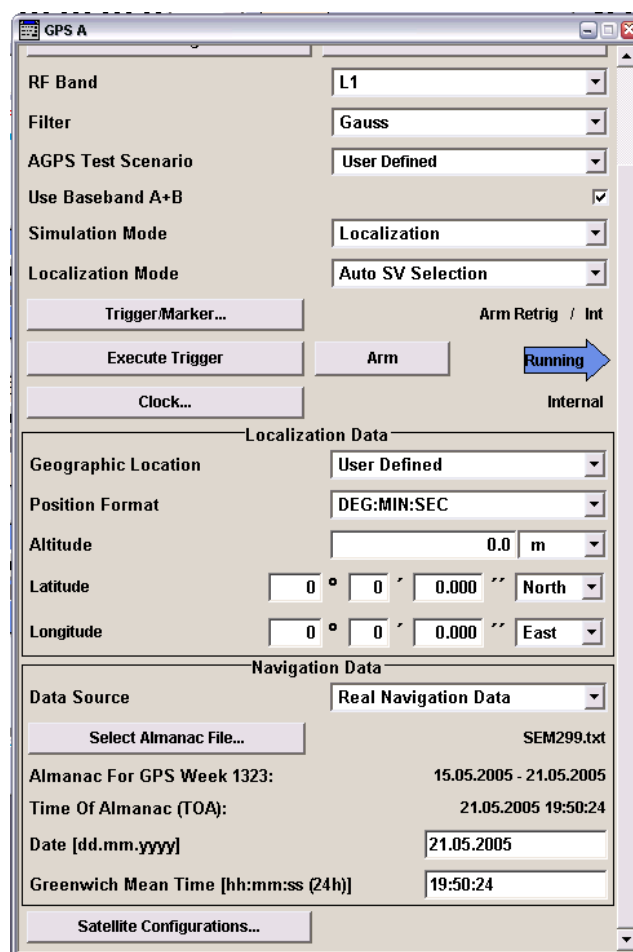 GPS A
RF Band L1
Filter Gauss
AGPS Test Scenario User Defined
Use Baseband A+B
Simulation Mode Localization
Localization Mode Auto SV Selection
Trigger/Marker... Arm Retrig / Int
Execute Trigger Arm Running
Clock... Internal
Localization Data
Geographic Location User Defined
Position Format DEG:MIN:SEC
Altitude 0.0 m
Latitude 0 ° 0 ´ 0.000 ´´ North
Longitude 0 ° 0 ´ 0.000 ´´ East
Navigation Data
Data Source Real Navigation Data
Select Almanac File... SEM299.txt
Almanac For GPS Week 1323: 15.05.2005 - 21.05.2005
Time Of Almanac (TOA): 21.05.2005 19:50:24
Date [dd.mm.yyyy] 21.05.2005
Greenwich Mean Time [hh:mm:ss (24h)] 19:50:24
Satellite Configurations...